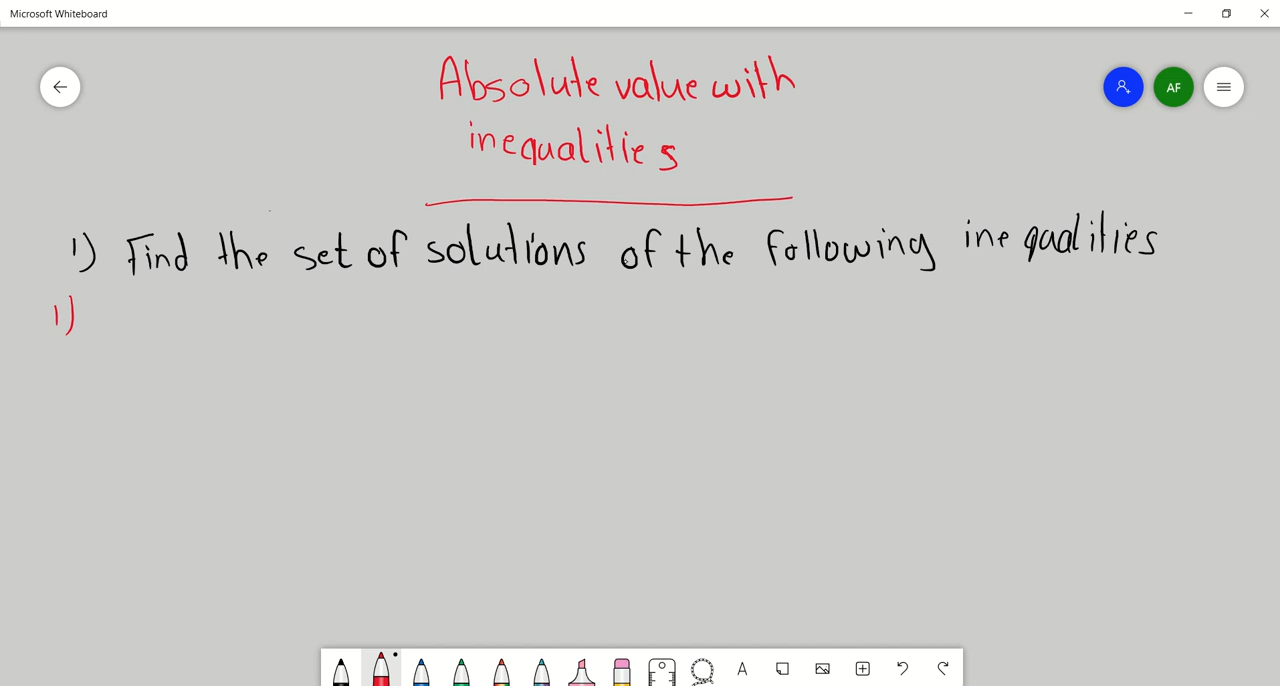 Microsoft Whiteboard
Absolute value with
inequalities
AF
1) Find the set of solutions of the following inequalities
1)
A